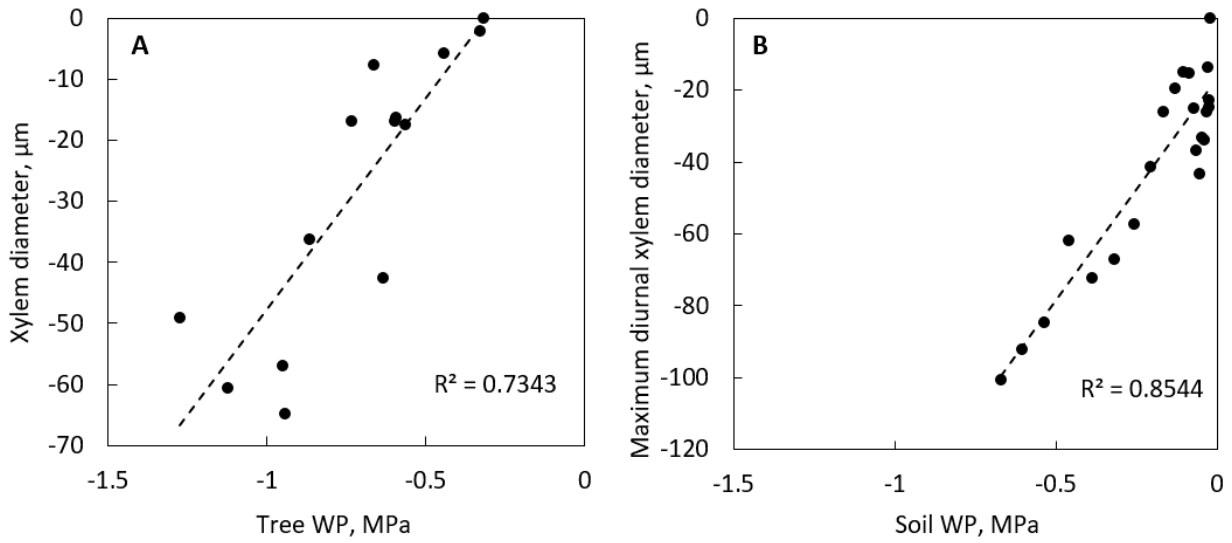 A
Xylem diameter, µm
0
-10
-20
-30
-40
-50
-60
-70
R² = 0.7343
-1.5
-1
-0.5
0
Tree WP, MPa
B
Maximum diurnal xylem diameter, µm
0
-20
-40
-60
-80
-100
-120
R² = 0.8544
-1.5
-1
-0.5
0
Soil WP, MPa